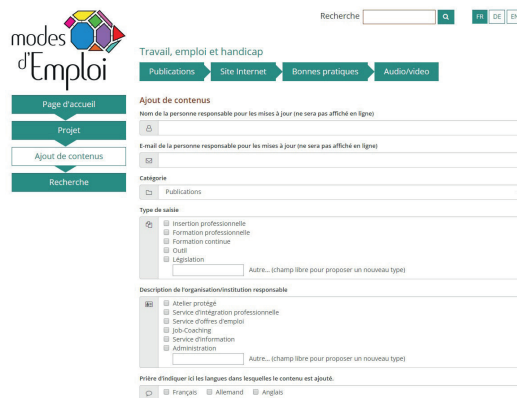 Recherche
FR DE EN
modes
d'Emploi
Travail, emploi et handicap
Publications Site Internet Bonnes pratiques Audio/video
Page d'accueil
Projet
Ajout de contenus
Recherche
Ajout de contenus
Nom de la personne responsable pour les mises à jour (ne sera pas affiché en ligne)
E-mail de la personne responsable pour les mises à jour (ne sera pas affiché en ligne)
Catégorie
Publications
Type de saisie
Insertion professionnelle
Formation professionnelle
Formation continue
Outil
Législation
Autre... (champ libre pour proposer un nouveau type)
Description de l'organisation/institution responsable
Atelier protégé
Service d'intégration professionnelle
Service d'offres d'emploi
Job-Coaching
Service d'information
Administration
Autre... (champ libre pour proposer un nouveau type)
Prière d'indiquer ici les langues dans lesquelles le contenu est ajouté.
Français Allemand Anglais